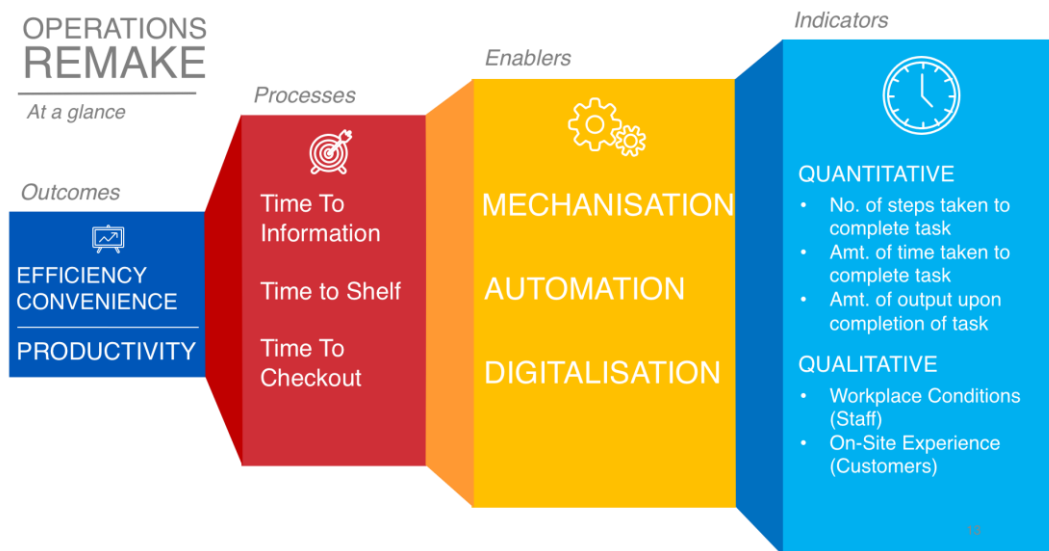 OPERATIONS
REMAKE
At a glance
Outcomes
EFFICIENCY
CONVENIENCE
PRODUCTIVITY
Processes
Time To
Information
Time to Shelf
Time To
Checkout
Enablers
MECHANISATION
AUTOMATION
DIGITALISATION
Indicators
QUANTITATIVE
• No. of steps taken to
complete task
• Amt. of time taken to
complete task
• Amt. of output upon
completion of task
QUALITATIVE
• Workplace Conditions
(Staff)
• On-Site Experience
(Customers)